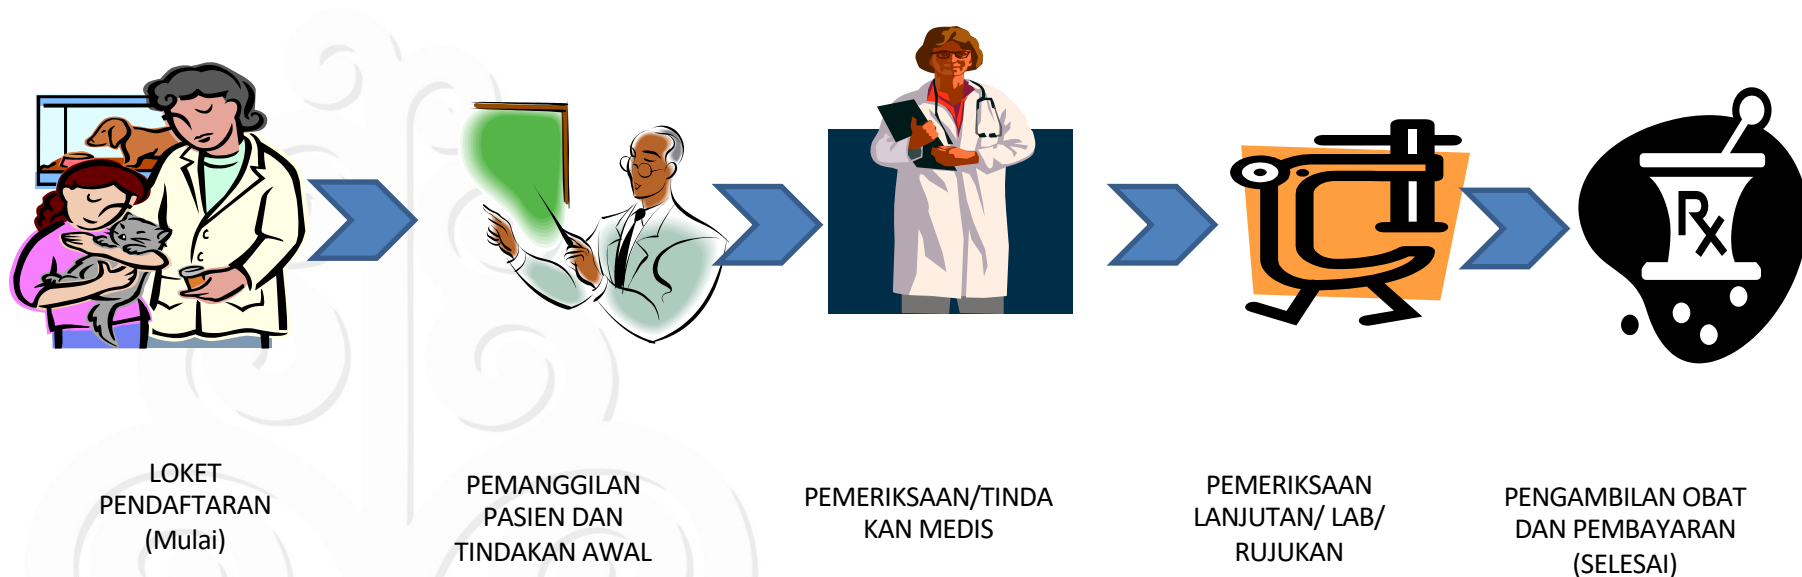 Rx
LOKET
PENDAFTARAN
(Mulai)
PEMANGGILAN
PASIEN DAN
TINDAKAN AWAL
PEMERIKSAAN/TINDA
KAN MEDIS
PEMERIKSAAN
LANJUTAN/ LAB/
RUJUKAN
PENGAMBILAN OBAT
DAN PEMBAYARAN
(SELESAI)